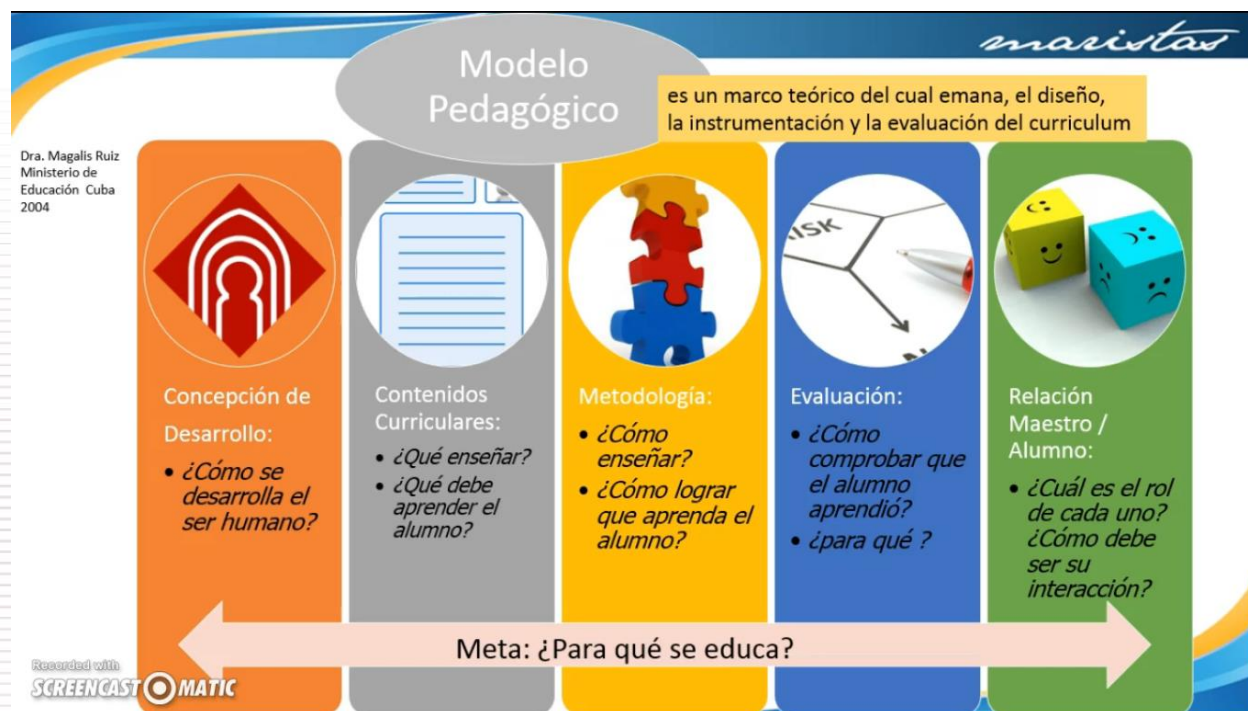 maristas
Modelo
Pedagógico
es un marco teórico del cual emana, el diseño,
la instrumentación y la evaluación del curriculum
Dra. Magalis Ruiz
Ministerio de
Educación Cuba
2004
Concepción de
Desarrollo:
• ¿Cómo se
desarrolla el
ser humano?
Contenidos
Curriculares:
• ¿Qué enseñar?
• ¿Qué debe
aprender el
alumno?
Metodología:
• ¿Cómo
enseñar?
• ¿Cómo lograr
que aprenda el
alumno?
RISK
Evaluación:
• ¿Cómo
comprobar que
el alumno
aprendió?
• ¿para qué ?
Relación
Maestro /
Alumno:
• ¿Cuál es el rol
de cada uno?
¿Cómo debe
ser su
interacción?
Meta: ¿Para qué se educa?
Recorded with
SCREENCAST MATIC